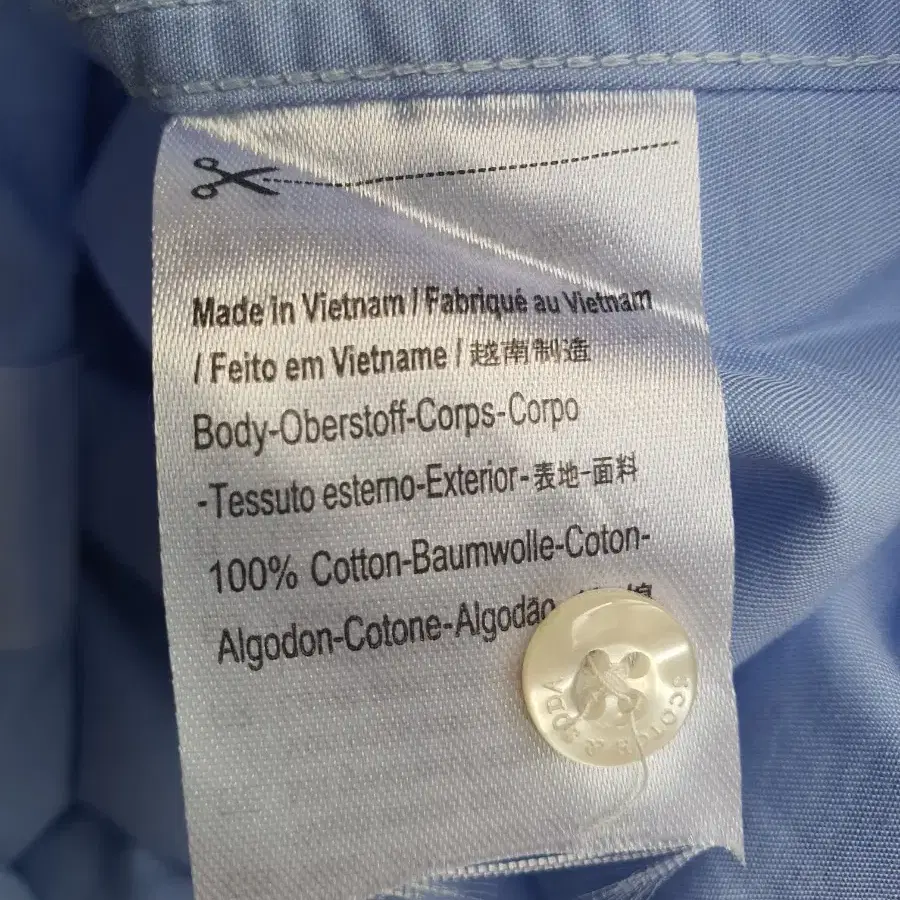 Made in Vietnam / Fabriqué au Vietnam
/ Feito em Vietname / 越南制造
Body-Oberstoff-Corps-Corpo
-Tessuto esterno-Exterior-表地-面料
100% Cotton-Baumwolle-Coton-
Algodon-Cotone-Algodão